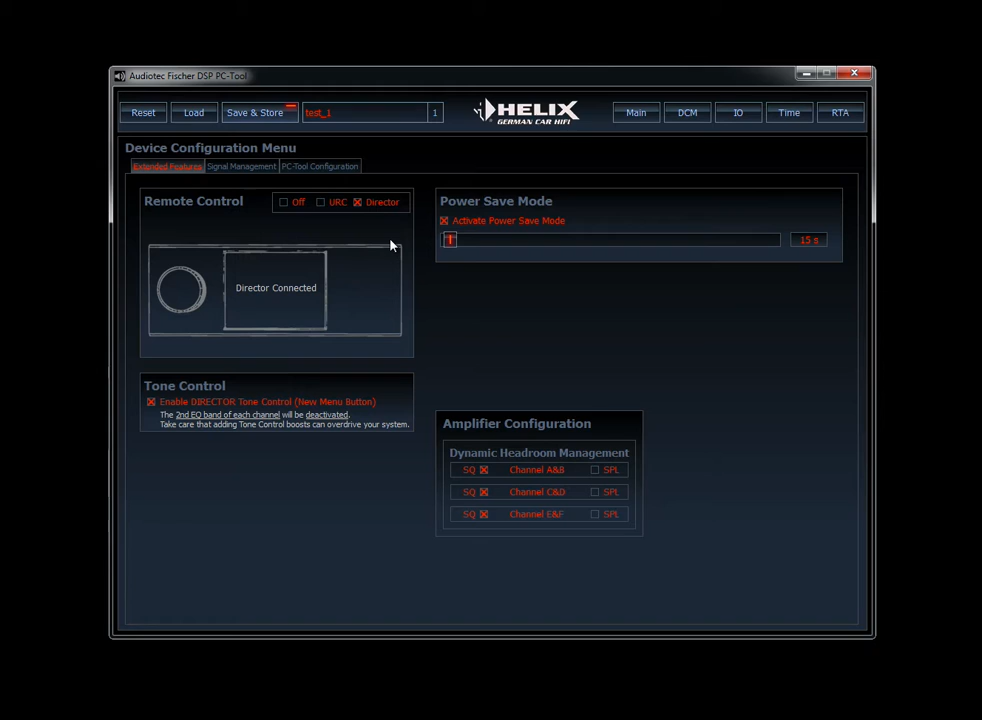 Audiotec Fischer DSP PC-Tool
Reset Load Save & Store test_1 1 HELIX Main DCM IO Time RTA
GERMAN CAR HIFI
Device Configuration Menu
Extended Features Signal Management PC-Tool Configuration
Remote Control Off URC Director
Director Connected
Tone Control
Enable DIRECTOR Tone Control (New Menu Button)
The 2nd EQ band of each channel will be deactivated.
Take care that adding Tone Control boosts can overdrive your system.
Power Save Mode
Activate Power Save Mode
15 s
Amplifier Configuration
Dynamic Headroom Management
SQ Channel A&B SPL
SQ Channel C&D SPL
SQ Channel E&F SPL